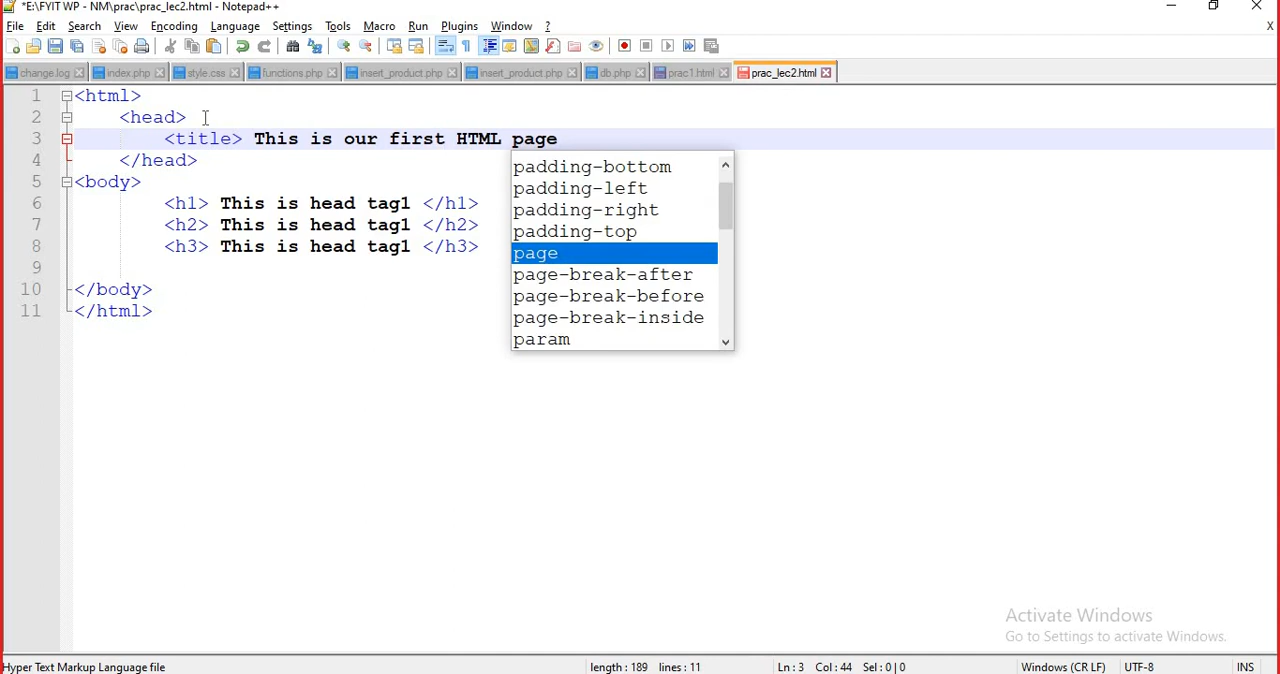 *E:\FYIT WP - NM\prac\prac_lec2.html - Notepad++
File Edit Search View Encoding Language Settings Tools Macro Run Plugins Window ? X
change.log index.php style.css functions.php insert_product.php insert_product.php db.php prac1.html prac_lec2.html
1 <html>
2 <head>
3 <title> This is our first HTML page
4 </head>
5 <body>
6 <h1> This is head tag1 </h1>
7 <h2> This is head tag1 </h2>
8 <h3> This is head tag1 </h3>
9
10 </body>
11 </html>
padding-bottom
padding-left
padding-right
padding-top
page
page-break-after
page-break-before
page-break-inside
param
Activate Windows
Go to Settings to activate Windows.
Hyper Text Markup Language file length : 189 lines : 11 Ln : 3 Col : 44 Sel : 0 | 0 Windows (CR LF) UTF-8 INS